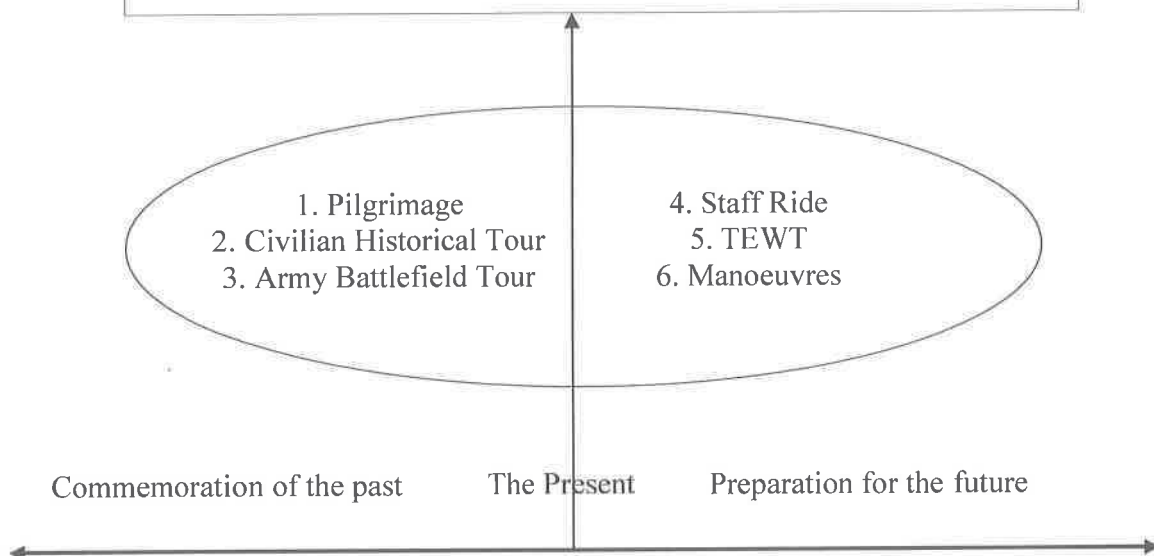 1. Pilgrimage
2. Civilian Historical Tour
3. Army Battlefield Tour
4. Staff Ride
5. TEWT
6. Manoeuvres
Commemoration of the past
The Present
Preparation for the future